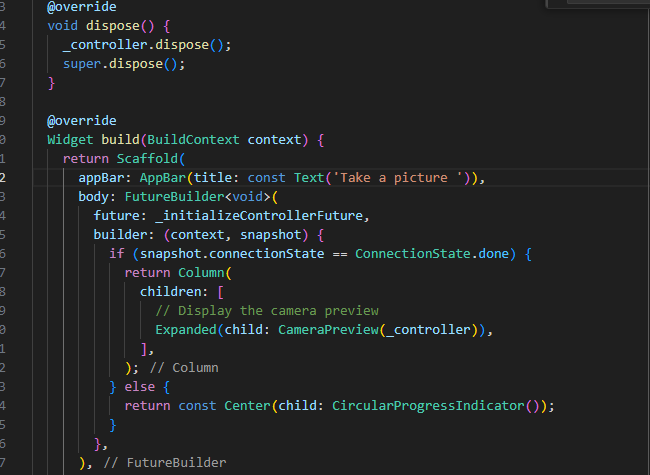 3 @override
4 void dispose() {
5 _controller.dispose();
6 super.dispose();
7 }
8
9 @override
0 Widget build(BuildContext context) {
1 return Scaffold(
2 appBar: AppBar(title: const Text('Take a picture ')),
3 body: FutureBuilder<void>(
4 future: _initializeControllerFuture,
5 builder: (context, snapshot) {
6 if (snapshot.connectionState == ConnectionState.done) {
7 return Column(
8 children: [
9 // Display the camera preview
0 Expanded(child: CameraPreview(_controller)),
1 ],
2 ); // Column
3 } else {
4 return const Center(child: CircularProgressIndicator());
5 }
6 },
7 ), // FutureBuilder